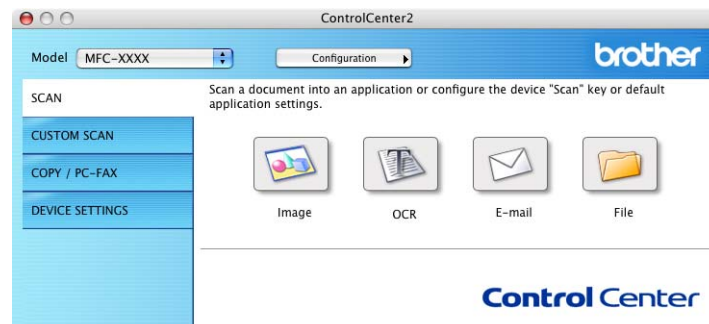 ControlCenter2
Model MFC-XXXX Configuration
brother
SCAN
CUSTOM SCAN
COPY / PC-FAX
DEVICE SETTINGS
Scan a document into an application or configure the device "Scan" key or default
application settings.
Image OCR E-mail File
Control Center